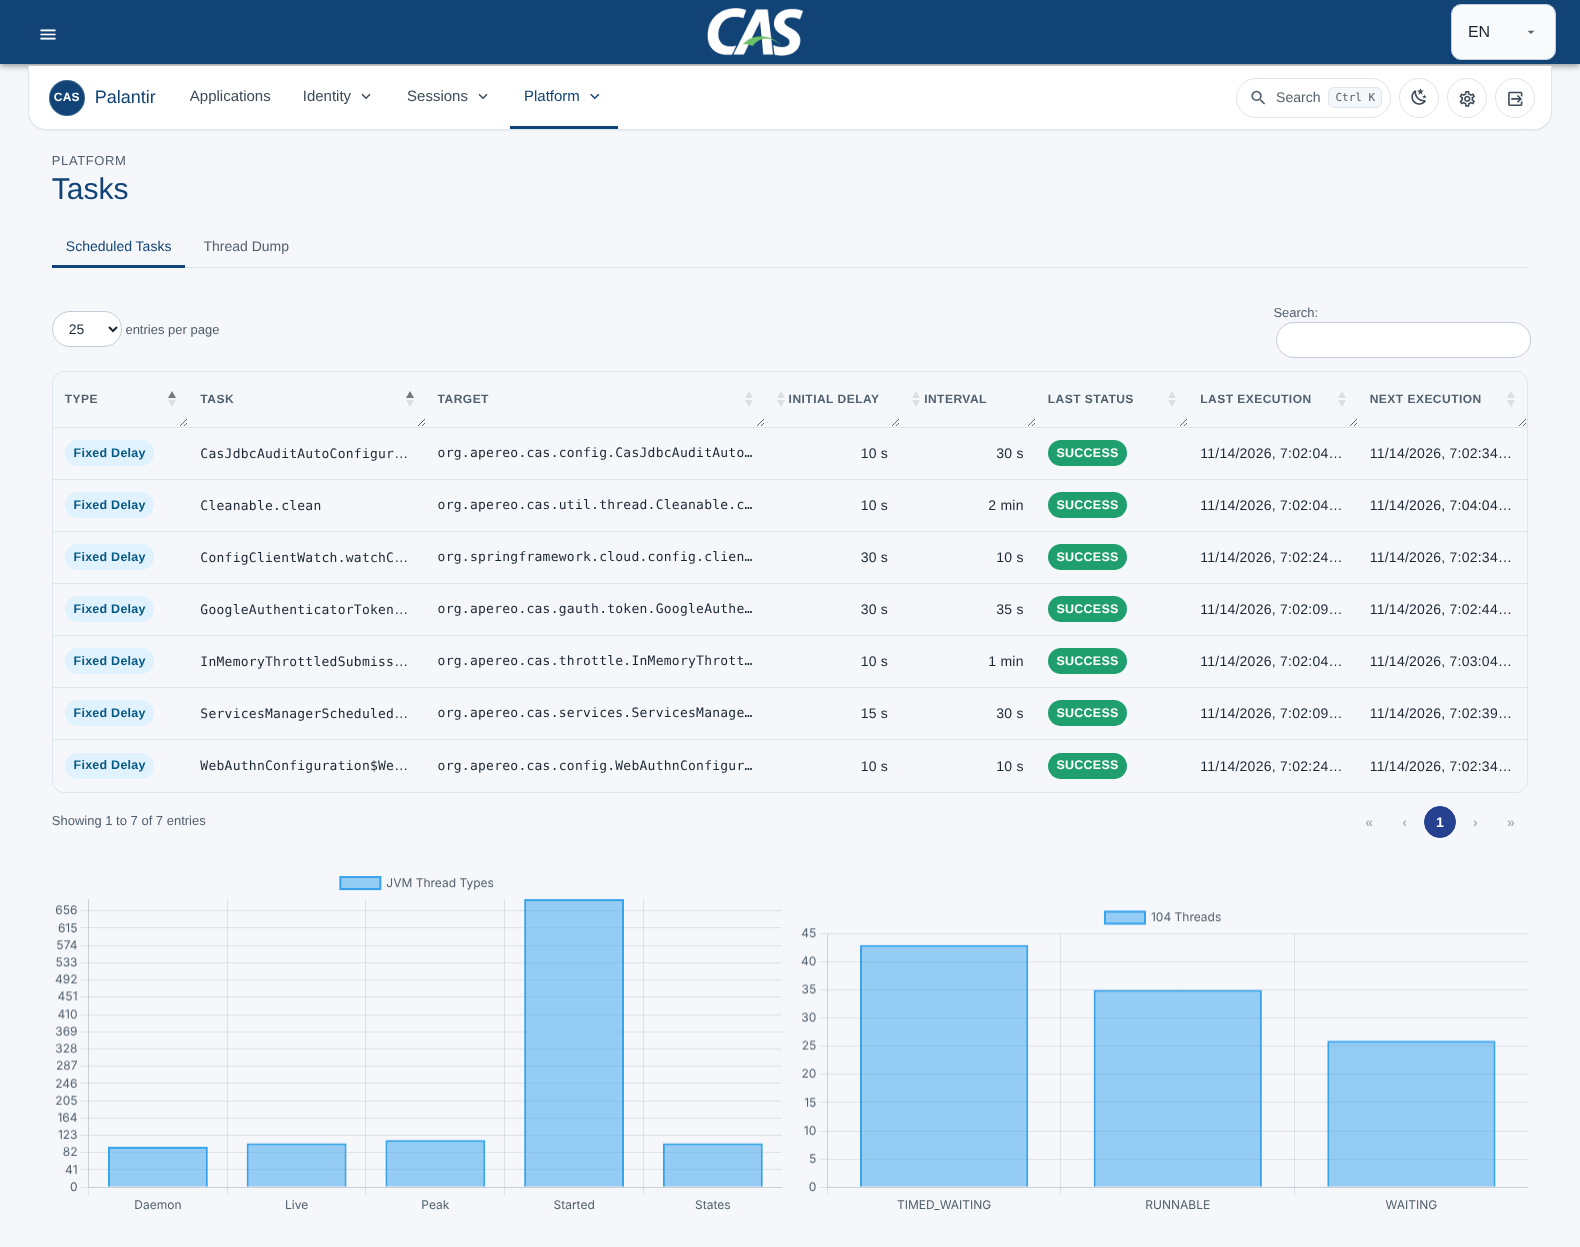 CAS
EN
CAS Palantir Applications Identity Sessions Platform Search Ctrl K
PLATFORM
Tasks
Scheduled Tasks Thread Dump
25 entries per page Search:
TYPE TASK TARGET INITIAL DELAY INTERVAL LAST STATUS LAST EXECUTION NEXT EXECUTION
Fixed Delay CasJdbcAuditAutoConfigur... org.apereo.cas.config.CasJdbcAuditAuto… 10 s 30 s SUCCESS 11/14/2026, 7:02:04... 11/14/2026, 7:02:34...
Fixed Delay Cleanable.clean org.apereo.cas.util.thread.Cleanable.c… 10 s 2 min SUCCESS 11/14/2026, 7:02:04... 11/14/2026, 7:04:04...
Fixed Delay ConfigClientWatch.watchC... org.springframework.cloud.config.clien… 30 s 10 s SUCCESS 11/14/2026, 7:02:24... 11/14/2026, 7:02:34...
Fixed Delay GoogleAuthenticatorToken... org.apereo.cas.gauth.token.GoogleAuthe… 30 s 35 s SUCCESS 11/14/2026, 7:02:09... 11/14/2026, 7:02:44...
Fixed Delay InMemoryThrottledSubmiss... org.apereo.cas.throttle.InMemoryThrott… 10 s 1 min SUCCESS 11/14/2026, 7:02:04... 11/14/2026, 7:03:04...
Fixed Delay ServicesManagerScheduled... org.apereo.cas.services.ServicesManage… 15 s 30 s SUCCESS 11/14/2026, 7:02:09... 11/14/2026, 7:02:39...
Fixed Delay WebAuthnConfiguration$We... org.apereo.cas.config.WebAuthnConfigur… 10 s 10 s SUCCESS 11/14/2026, 7:02:24... 11/14/2026, 7:02:34...
Showing 1 to 7 of 7 entries « ‹ 1 › »
JVM Thread Types
656
615
574
533
492
451
410
369
328
287
246
205
164
123
82
41
0
Daemon Live Peak Started States
104 Threads
45
40
35
30
25
20
15
10
5
0
TIMED_WAITING RUNNABLE WAITING